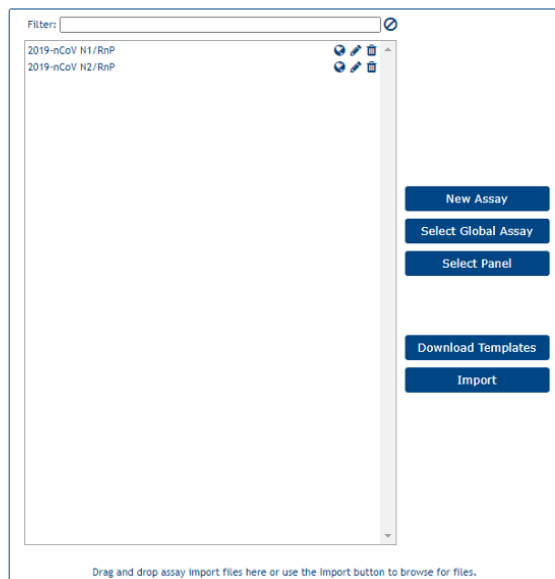 Filter:
2019-nCoV N1/RnP
2019-nCoV N2/RnP
New Assay
Select Global Assay
Select Panel
Download Templates
Import
Drag and drop assay import files here or use the Import button to browse for files.